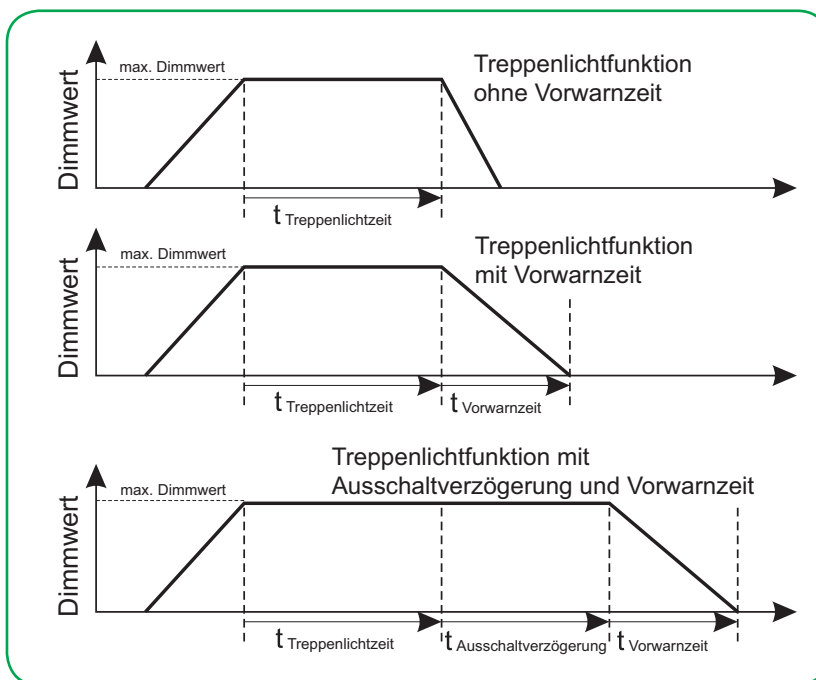 Treppenlichtfunktion
ohne Vorwarnzeit
max. Dimmwert
Dimmwert
t Treppenlichtzeit
Treppenlichtfunktion
mit Vorwarnzeit
max. Dimmwert
Dimmwert
t Treppenlichtzeit
t Vorwarnzeit
Treppenlichtfunktion mit
Ausschaltverzögerung und Vorwarnzeit
max. Dimmwert
Dimmwert
t Treppenlichtzeit
t Ausschaltverzögerung
t Vorwarnzeit